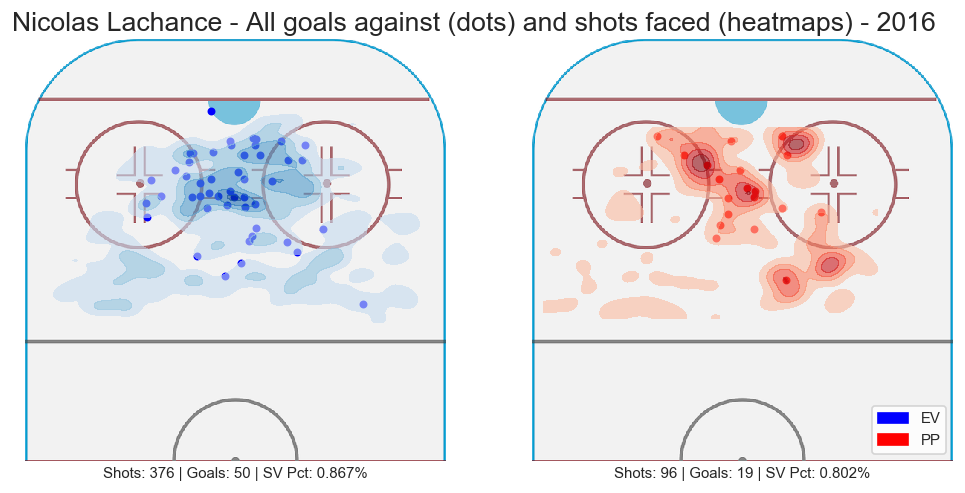 Nicolas Lachance - All goals against (dots) and shots faced (heatmaps) - 2016
EV
PP
Shots: 376 | Goals: 50 | SV Pct: 0.867%
Shots: 96 | Goals: 19 | SV Pct: 0.802%